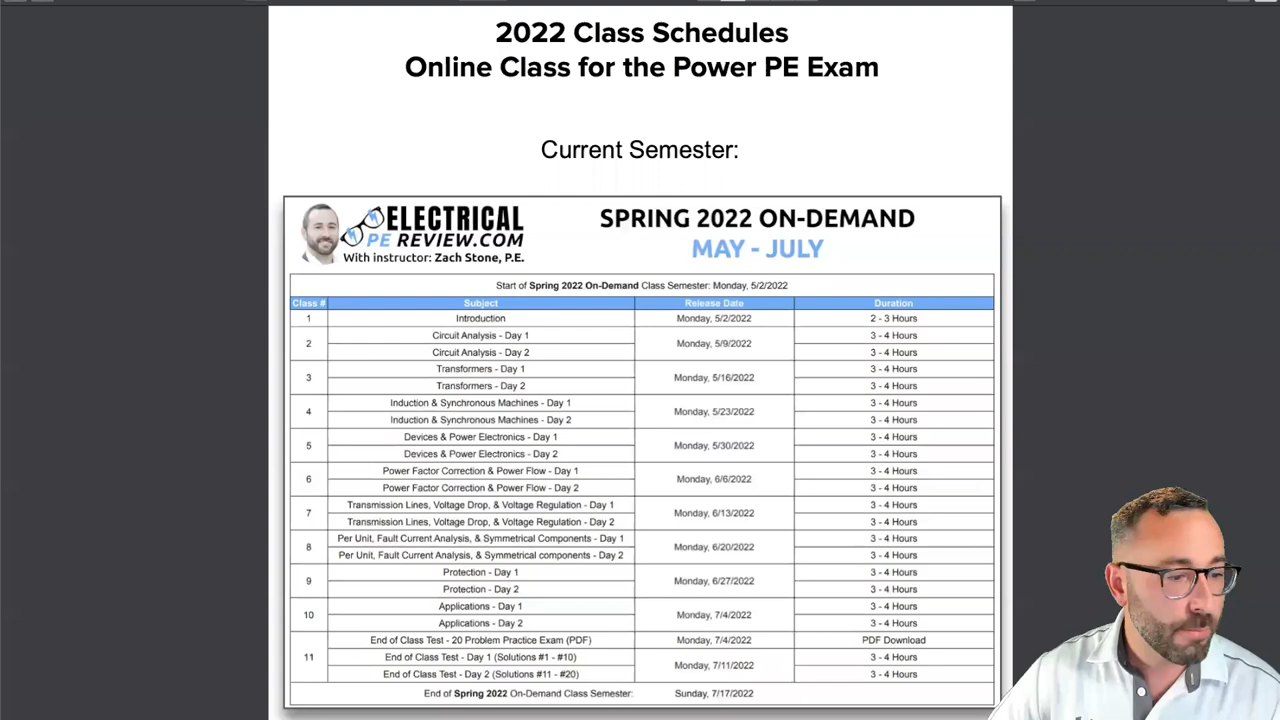 2022 Class Schedules
Online Class for the Power PE Exam
Current Semester:
ELECTRICAL
PE REVIEW.COM
With instructor: Zach Stone, P.E.
SPRING 2022 ON-DEMAND
MAY - JULY
Start of Spring 2022 On-Demand Class Semester: Monday, 5/2/2022
Class # Subject Release Date Duration
1 Introduction Monday, 5/2/2022 2 - 3 Hours
2 Circuit Analysis - Day 1 Monday, 5/9/2022 3 - 4 Hours
Circuit Analysis - Day 2 3 - 4 Hours
3 Transformers - Day 1 Monday, 5/16/2022 3 - 4 Hours
Transformers - Day 2 3 - 4 Hours
4 Induction & Synchronous Machines - Day 1 Monday, 5/23/2022 3 - 4 Hours
Induction & Synchronous Machines - Day 2 3 - 4 Hours
5 Devices & Power Electronics - Day 1 Monday, 5/30/2022 3 - 4 Hours
Devices & Power Electronics - Day 2 3 - 4 Hours
6 Power Factor Correction & Power Flow - Day 1 Monday, 6/6/2022 3 - 4 Hours
Power Factor Correction & Power Flow - Day 2 3 - 4 Hours
7 Transmission Lines, Voltage Drop, & Voltage Regulation - Day 1 Monday, 6/13/2022 3 - 4 Hours
Transmission Lines, Voltage Drop, & Voltage Regulation - Day 2 3 - 4 Hours
8 Per Unit, Fault Current Analysis, & Symmetrical Components - Day 1 Monday, 6/20/2022 3 - 4 Hours
Per Unit, Fault Current Analysis, & Symmetrical components - Day 2 3 - 4 Hours
9 Protection - Day 1 Monday, 6/27/2022 3 - 4 Hours
Protection - Day 2 3 - 4 Hours
10 Applications - Day 1 Monday, 7/4/2022 3 - 4 Hours
Applications - Day 2 3 - 4 Hours
11 End of Class Test - 20 Problem Practice Exam (PDF) Monday, 7/4/2022 PDF Download
End of Class Test - Day 1 (Solutions #1 - #10) Monday, 7/11/2022 3 - 4 Hours
End of Class Test - Day 2 (Solutions #11 - #20) 3 - 4 Hours
End of Spring 2022 On-Demand Class Semester: Sunday, 7/17/2022